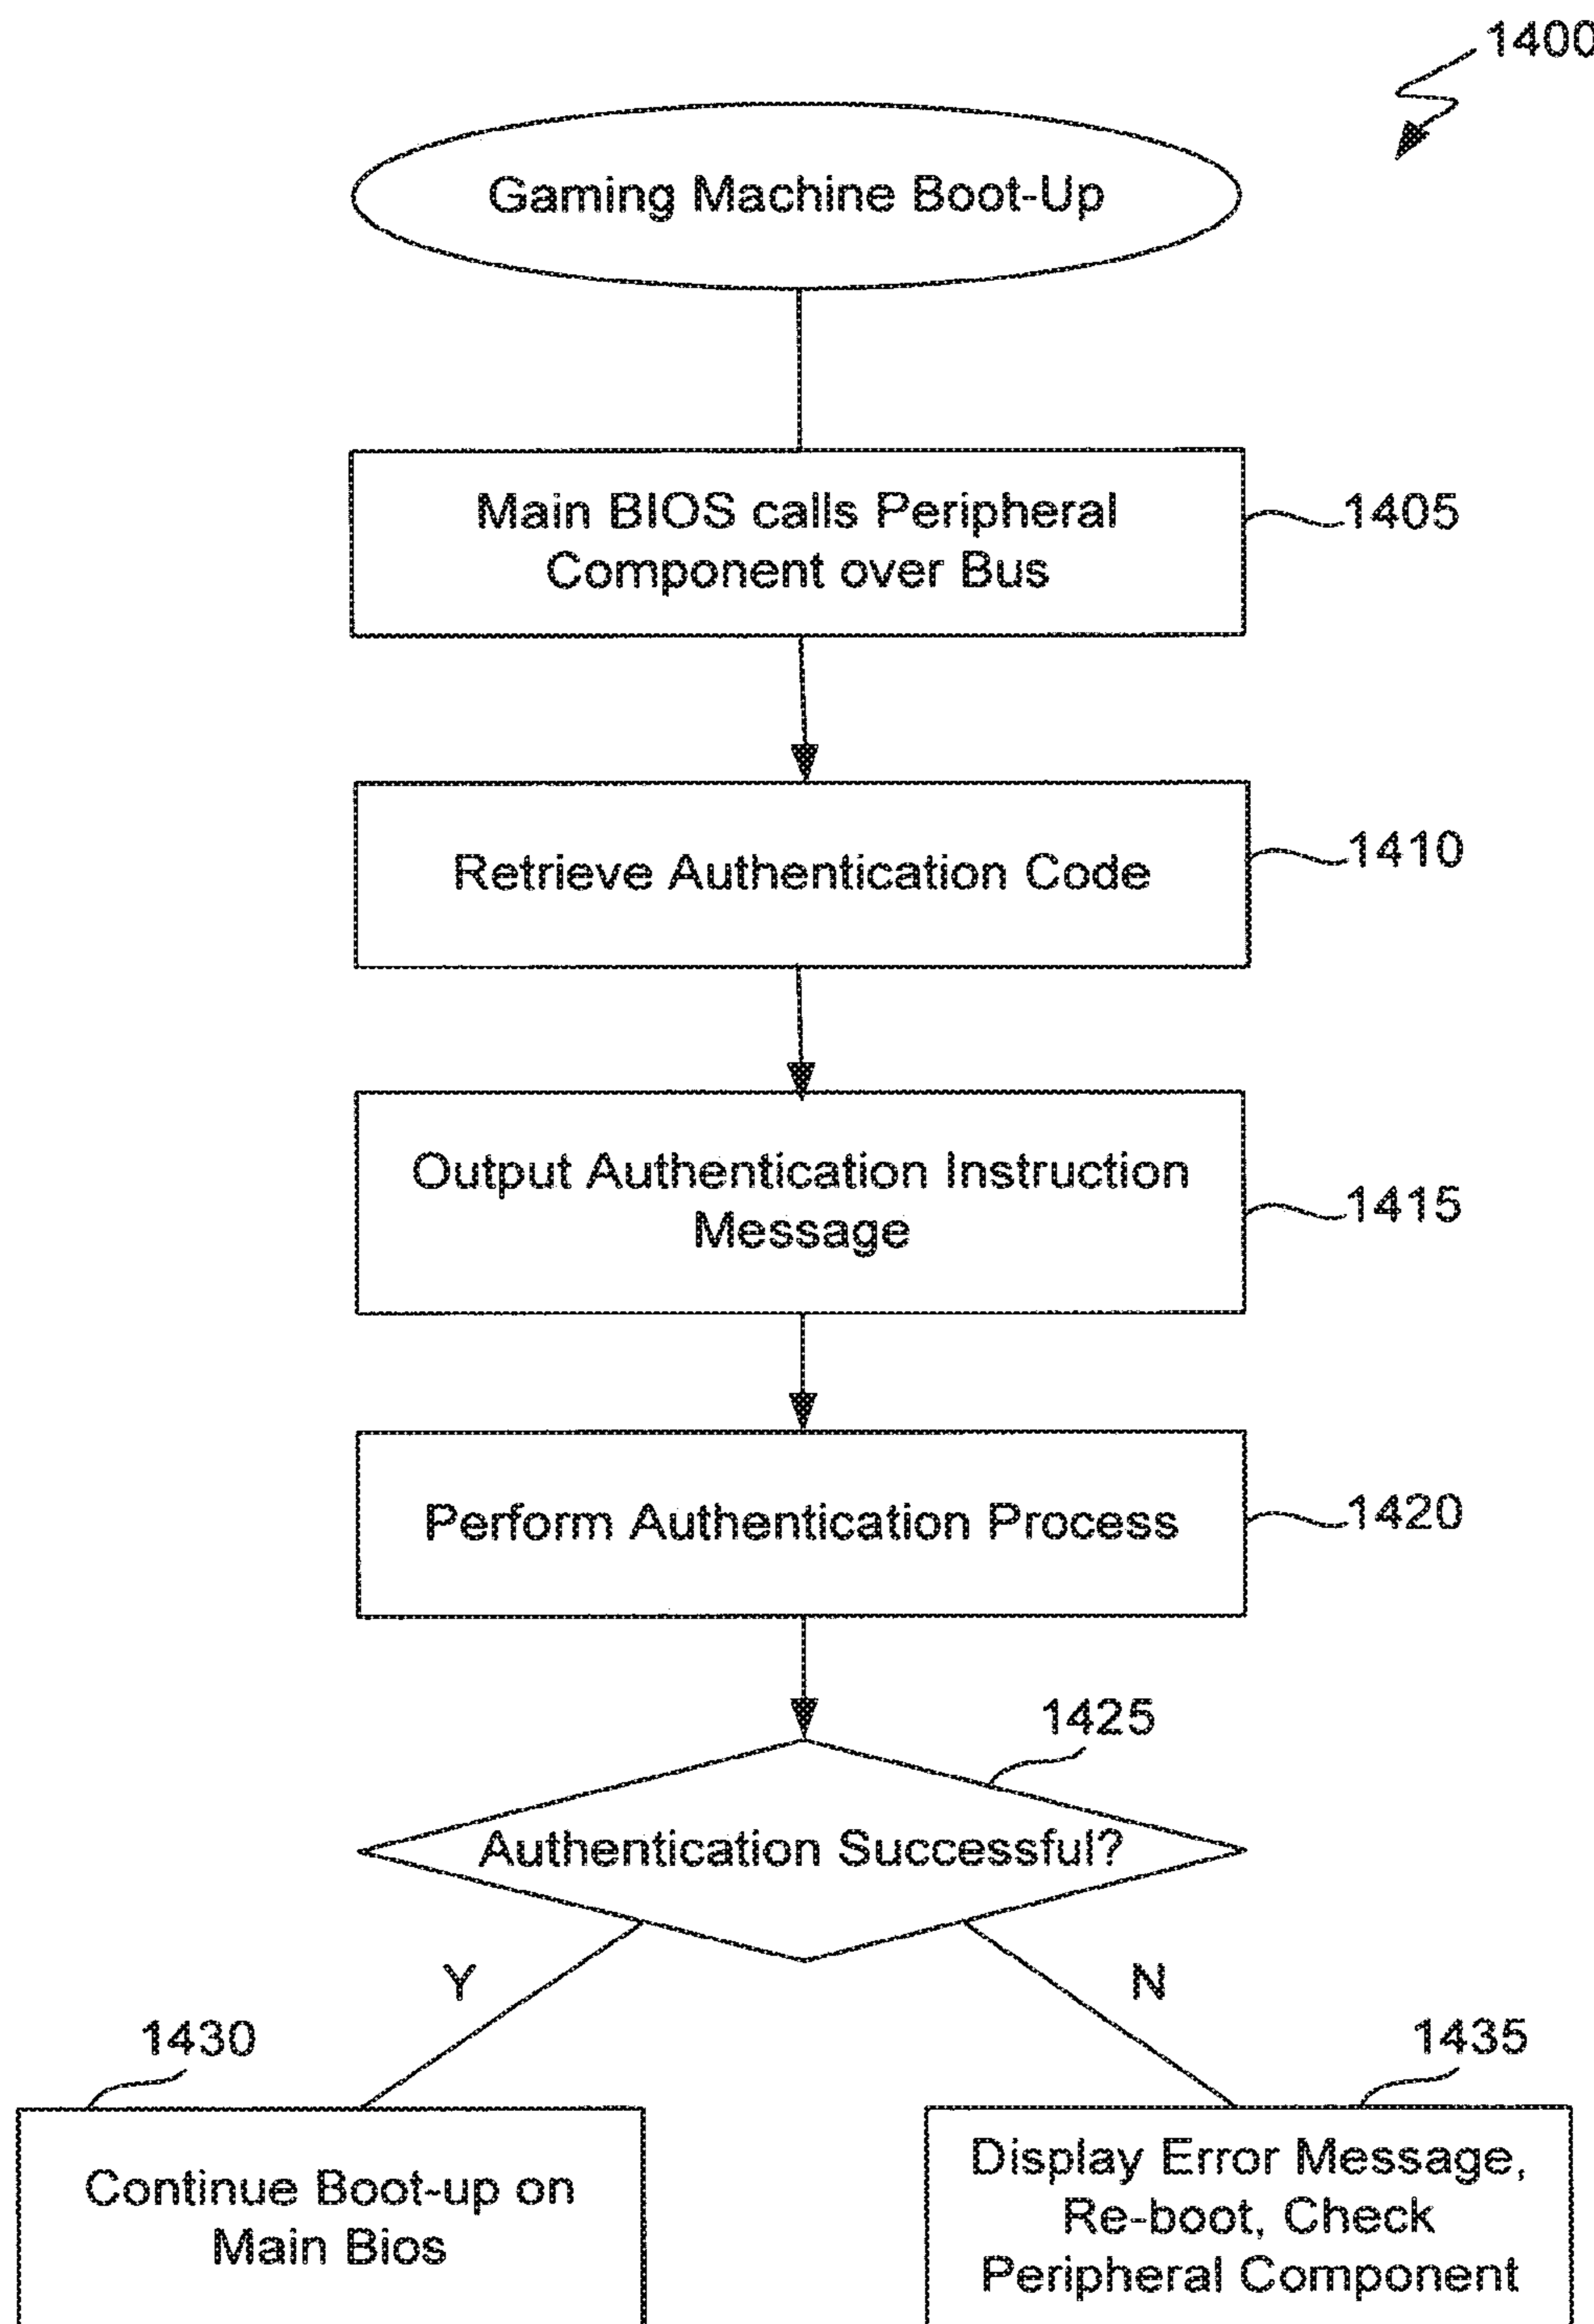 1400
Gaming Machine Boot-Up
Main BIOS calls Peripheral
Component over Bus
1405
Retrieve Authentication Code
1410
Output Authentication Instruction
Message
1415
Perform Authentication Process
1420
1425
Authentication Successful?
Y
N
1430
1435
Continue Boot-up on
Main Bios
Display Error Message,
Re-boot, Check
Peripheral Component